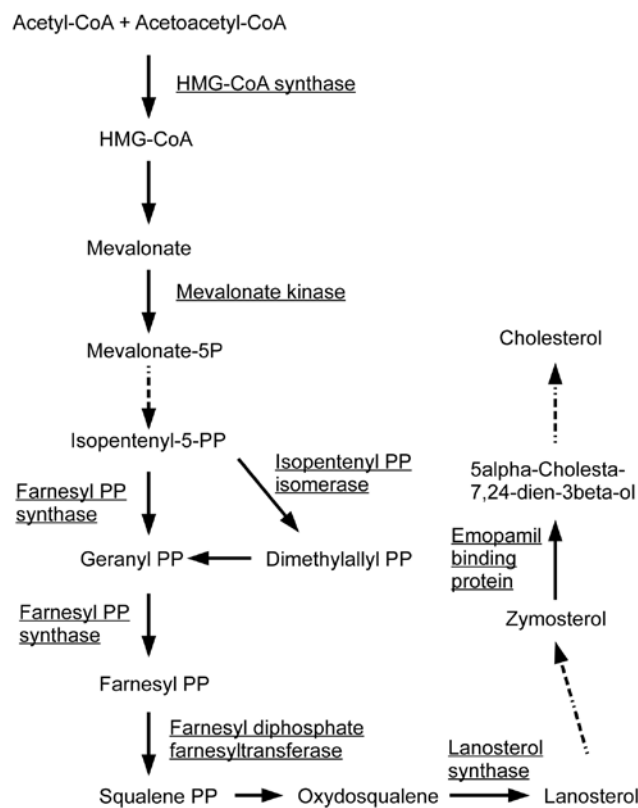 Acetyl-CoA + Acetoacetyl-CoA
HMG-CoA synthase
HMG-CoA
Mevalonate
Mevalonate kinase
Mevalonate-5P
Isopentenyl-5-PP
Isopentenyl PP
isomerase
Farnesyl PP
synthase
Geranyl PP
Dimethylallyl PP
Farnesyl PP
synthase
Farnesyl PP
Farnesyl diphosphate
farnesyltransferase
Squalene PP
Oxydosqualene
Lanosterol
synthase
Lanosterol
Zymosterol
Emopamil
binding
protein
5alpha-Cholesta-
7,24-dien-3beta-ol
Cholesterol